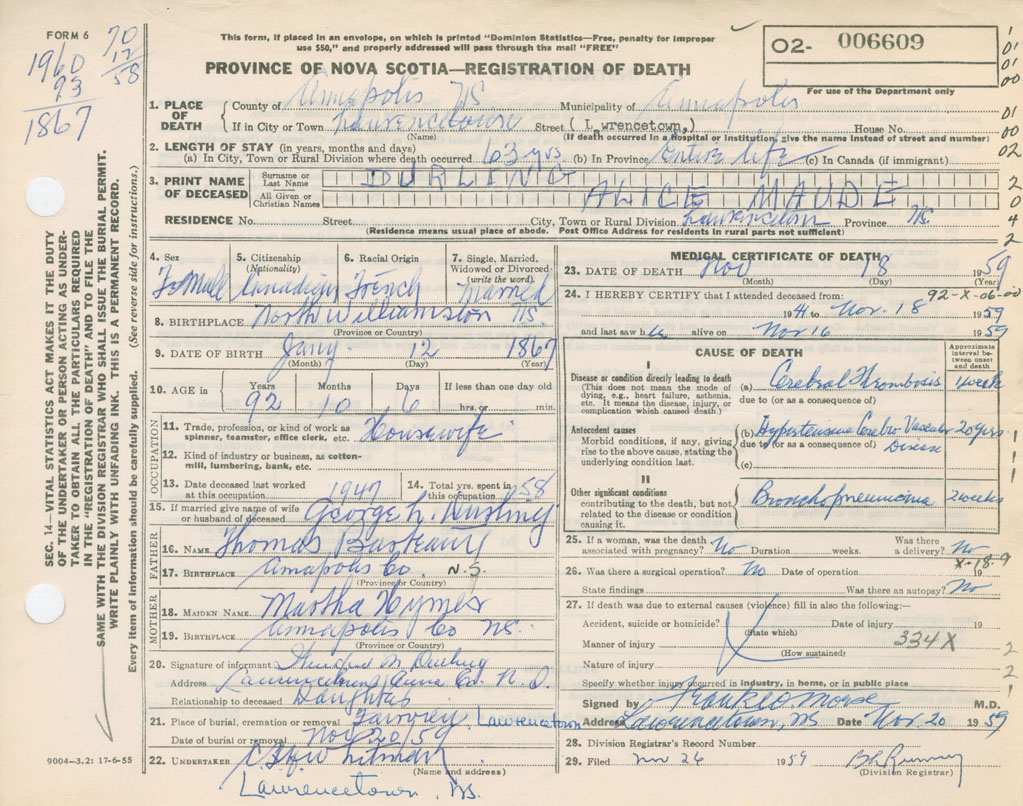 FORM 6
1960
93
1867
70
12
58
This form, if placed in an envelope, on which is printed "Dominion Statistics—Free, penalty for improper
use $50," and properly addressed will pass through the mail "FREE"
O2- 006609
For use of the Department only
PROVINCE OF NOVA SCOTIA—REGISTRATION OF DEATH
SEC. 14—VITAL STATISTICS ACT MAKES IT THE DUTY
OF THE UNDERTAKER OR PERSON ACTING AS UNDER-
TAKER TO OBTAIN ALL THE PARTICULARS REQUIRED
IN THE "REGISTRATION OF DEATH" AND TO FILE THE
SAME WITH THE DIVISION REGISTRAR WHO SHALL ISSUE THE BURIAL PERMIT.
WRITE PLAINLY WITH UNFADING INK. THIS IS A PERMANENT RECORD.
Every item of information should be carefully supplied. (See reverse side for instructions.)
1. PLACE OF DEATH County of Annapolis NS. Municipality of Annapolis
If in City or Town Lawrencetown Street (L wrencetown,) House No.
(Name) (If death occurred in a Hospital or Institution, give the name instead of street and number)
2. LENGTH OF STAY (in years, months and days)
(a) In City, Town or Rural Division where death occurred 63 yrs (b) In Province entire life (c) In Canada (if immigrant)
3. PRINT NAME OF DECEASED Surname or Last Name DURLING
All Given or Christian Names ALICE MAUDE
RESIDENCE No. Street City, Town or Rural Division Lawrencetown Province NS.
(Residence means usual place of abode. Post Office Address for residents in rural parts not sufficient)
4. Sex Female
5. Citizenship (Nationality) Canadian
6. Racial Origin French
7. Single, Married, Widowed or Divorced (write the word) Married
8. BIRTHPLACE North Williamston NS.
(Province or Country)
9. DATE OF BIRTH Jany 12 1867
(Month) (Day) (Year)
10. AGE in Years 92 Months 10 Days 6 If less than one day old hrs. or min.
OCCUPATION
11. Trade, profession, or kind of work as spinner, teamster, office clerk, etc. Housewife
12. Kind of industry or business, as cotton-mill, lumbering, bank, etc.
13. Date deceased last worked at this occupation 1947
14. Total yrs. spent in this occupation 58
15. If married give name of wife or husband of deceased George L. Durling
FATHER
16. NAME Thomas Barteaux
17. BIRTHPLACE Annapolis Co. N.S
(Province or Country)
MOTHER
18. MAIDEN NAME Martha
19. BIRTHPLACE Annapolis Co NS.
(Province or Country)
20. Signature of informant M. Durling
Address Lawrencetown, Anna Co. N.S.
Relationship to deceased Daughter
21. Place of burial, cremation or removal Lawrencetown
Date of burial or removal Nov 20/59
22. UNDERTAKER Whitman
(Name and address)
Lawrencetown, NS.
9004—3.2: 17-6-55
MEDICAL CERTIFICATE OF DEATH
23. DATE OF DEATH Nov 18 1959
(Month) (Day) (Year)
92-X-06-00
24. I HEREBY CERTIFY that I attended deceased from:
19 to Nov. 18 1959
and last saw h alive on Nov 16 1959
CAUSE OF DEATH
Approximate interval between onset and death
I
Disease or condition directly leading to death (a) Cerebral Thrombosis 1 week
(This does not mean the mode of dying, e.g., heart failure, asthenia, etc. It means the disease, injury, or complication which caused death.) due to (or as a consequence of)
Antecedent causes (b) Hypertensive Cerebro-Vascular Disease 20 yrs
Morbid conditions, if any, giving rise to the above cause, stating the underlying condition last. due to (or as a consequence of)
(c)
II
Other significant conditions Bronchopneumonia 2 weeks
contributing to the death, but not related to the disease or condition causing it.
25. If a woman, was the death associated with pregnancy? No Duration weeks. Was there a delivery? No
X-18-9
26. Was there a surgical operation? No Date of operation 19
State findings Was there an autopsy? No
27. If death was due to external causes (violence) fill in also the following:—
Accident, suicide or homicide? (State which) Date of injury 19
Manner of injury (How sustained) 334X
Nature of injury
Specify whether injury occurred in industry, in home, or in public place
Signed by Frank O. Morse M.D.
Address Lawrencetown, NS Date Nov. 20 1959
28. Division Registrar's Record Number
29. Filed Nov 26 1959
(Division Registrar)